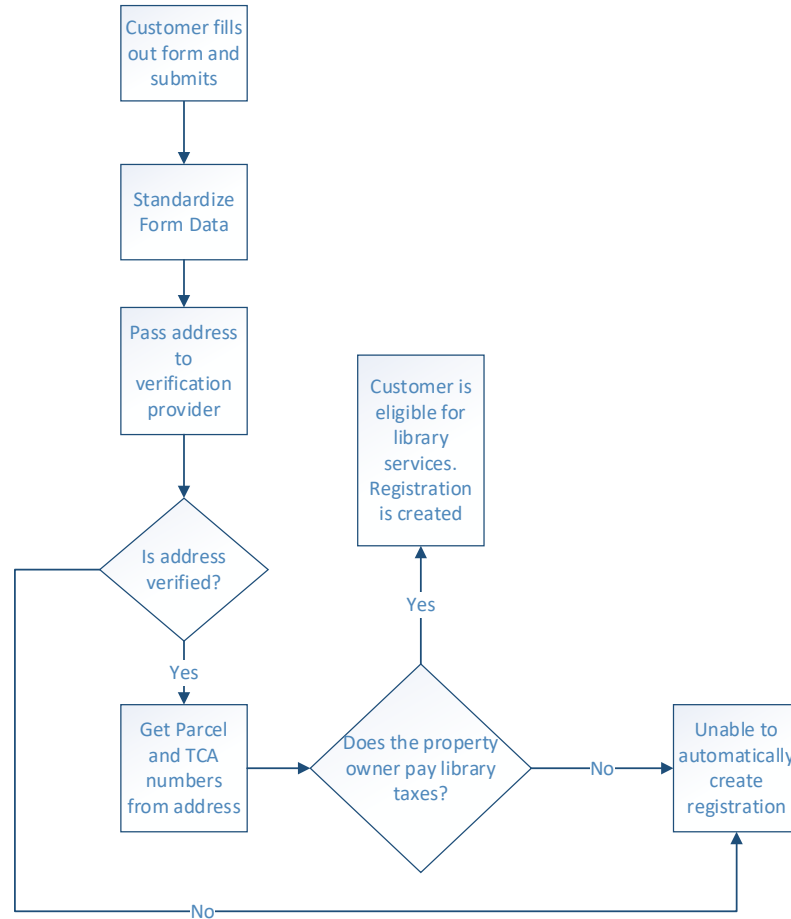 Customer fills
out form and
submits
Standardize
Form Data
Pass address
to
verification
provider
Customer is
eligible for
library
services.
Registration
is created
Is address
verified?
Yes
Yes
Get Parcel
and TCA
numbers
from address
Does the property
owner pay library
taxes?
No
Unable to
automatically
create
registration
No